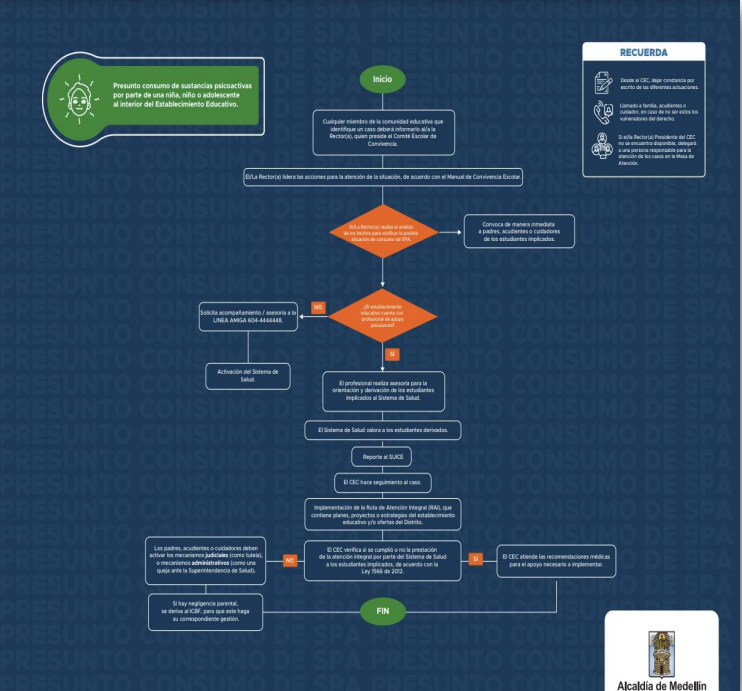 PRESUNTO CONSUMO DE SPA
Presunto consumo de sustancias psicoactivas
por parte de una niña, niño o adolescente
al interior del Establecimiento Educativo.
Inicio
RECUERDA
Desde el CEC, dejar constancia por
escrito de las diferentes actuaciones.
Llamado a familia, acudientes o
cuidador, en caso de no ser estos los
vulneradores del derecho.
Si el/la Rector(a) Presidenta del CEC
no se encuentra disponible, delegará
a una persona responsable para la
atención de los casos en la Mesa de
Atención.
Cualquier miembro de la comunidad educativa que
identifique un caso deberá informarlo al/a la
Rector(a), quien preside el Comité Escolar de
Convivencia.
El/La Rector(a) lidera las acciones para la atención de la situación, de acuerdo con el Manual de Convivencia Escolar.
El/La Rector(a) realiza el análisis
de los hechos para verificar la posible
situación de consumo de SPA.
Convoca de manera inmediata
a padres, acudientes o cuidadores
de los estudiantes implicados.
¿El establecimiento
educativo cuenta con
profesional de apoyo
psicosocial?
NO
Solicita acompañamiento / asesoría a la
LINEA AMIGA 604-4444448.
Activación del Sistema de
Salud.
SÍ
El profesional realiza asesoría para la
orientación y derivación de los estudiantes
implicados al Sistema de Salud.
El Sistema de Salud valora a los estudiantes derivados.
Reporte al SUICE
El CEC hace seguimiento al caso.
Implementación de la Ruta de Atención Integral (RAI), que
contiene planes, proyectos o estrategias del establecimiento
educativo y/o ofertas del Distrito.
El CEC verifica si se cumplió o no la prestación
de la atención integral por parte del Sistema de Salud
a los estudiantes implicados, de acuerdo con la
Ley 1566 de 2012.
NO
Los padres, acudientes o cuidadores deben
activar los mecanismos judiciales (como tutela),
o mecanismos administrativos (como una
queja ante la Superintendencia de Salud).
Si hay negligencia parental,
se deriva al ICBF, para que este haga
su correspondiente gestión.
SÍ
El CEC atiende las recomendaciones médicas
para el apoyo necesario a implementar.
FIN
Alcaldía de Medellín